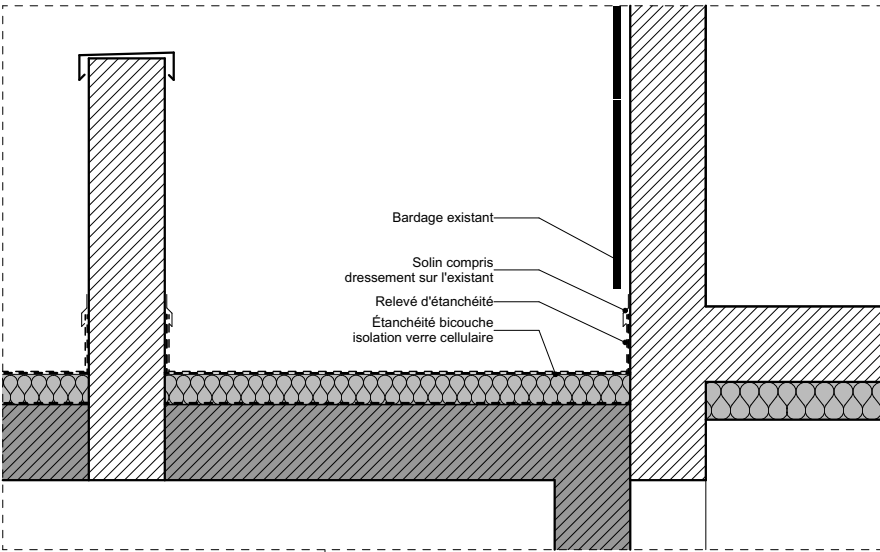 Bardage existant
Solin compris
dressement sur l'existant
Relevé d'étanchéité
Étanchéité bicouche
isolation verre cellulaire